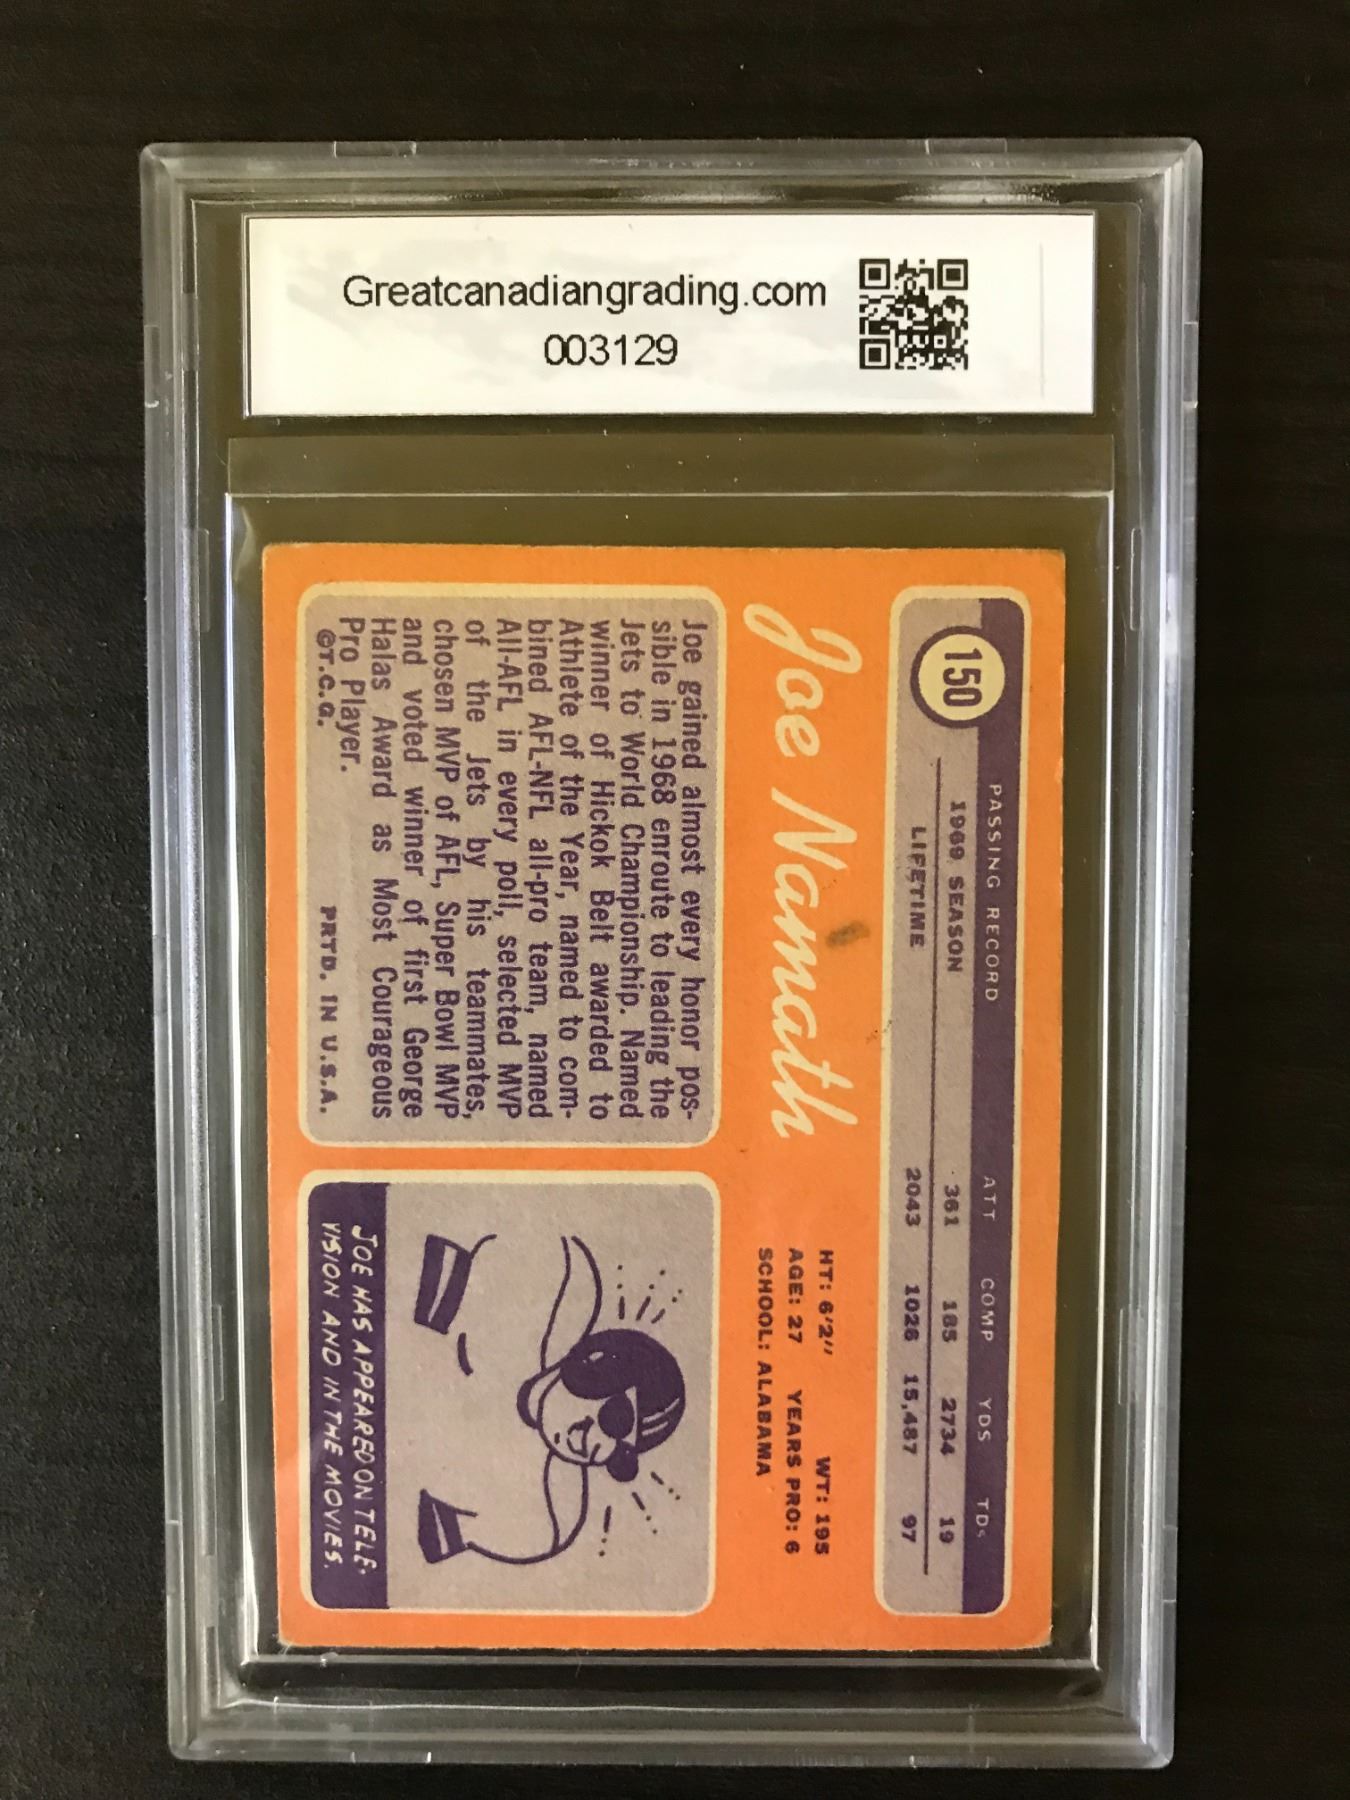 Greatcanadiangrading.com
003129
150
PASSING RECORD ATT COMP YDS TDS
1969 SEASON 361 185 2734 19
LIFETIME 2043 1026 15,487 97
Joe Namath
HT: 6'2" WT: 195
AGE: 27 YEARS PRO: 6
SCHOOL: ALABAMA
Joe gained almost every honor pos-
sible in 1968 enroute to leading the
Jets to World Championship. Named
winner of Hickok Belt awarded to
Athlete of the Year, named to com-
bined AFL-NFL all-pro team, named
All-AFL in every poll, selected MVP
of the Jets by his teammates,
chosen MVP of AFL, Super Bowl MVP
and voted winner of first George
Halas Award as Most Courageous
Pro Player.
©T.C.G. PRTD. IN U.S.A.
JOE HAS APPEARED ON TELE-
VISION AND IN THE MOVIES.